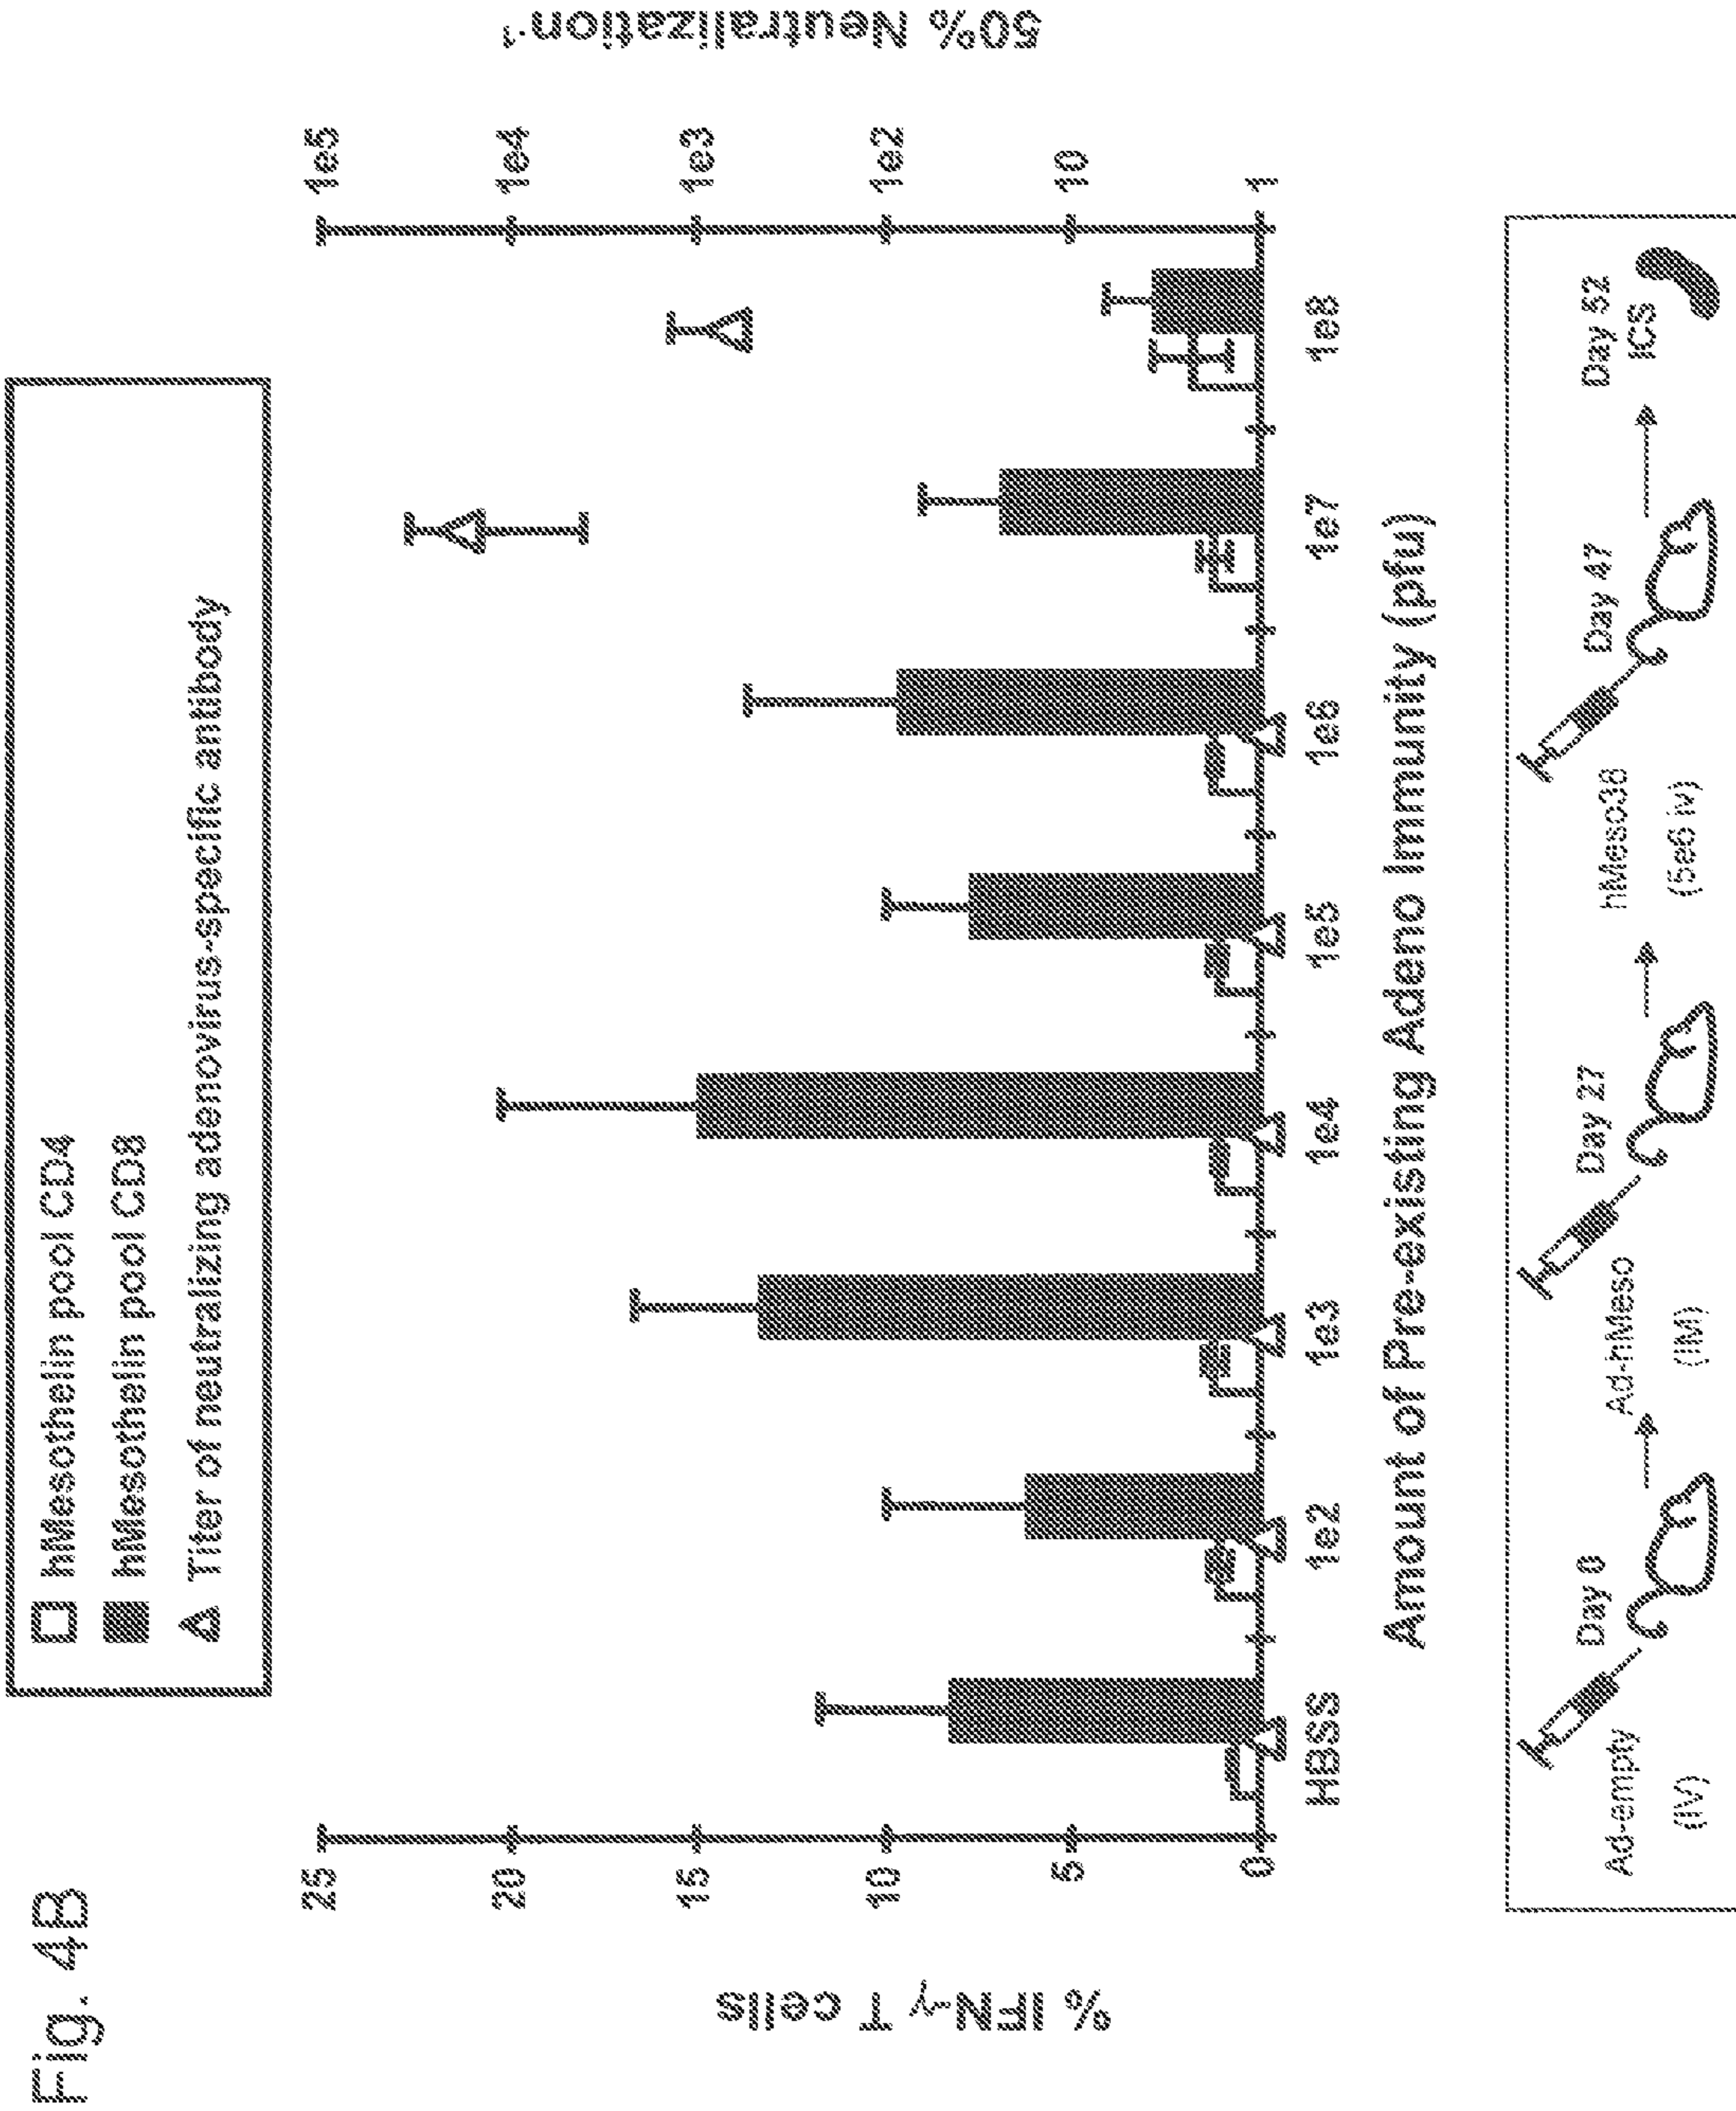 Fig. 4B
hMesothelin pool CD4
hMesothelin pool CD8
Titer of neutralizing adenovirus-specific antibody
% IFN-γ T cells
25
20
15
10
5
0
50% Neutralization⁻¹
1e5
1e4
1e3
1e2
10
1
HBSS 1e2 1e3 1e4 1e5 1e6 1e7 1e8
Amount of Pre-existing Adeno Immunity (pfu)
Day 0 Day 27 Day 47 Day 52
Ad-empty Ad-hMeso hMeso38 ICS
(IV) (IM) (5e6 iv)